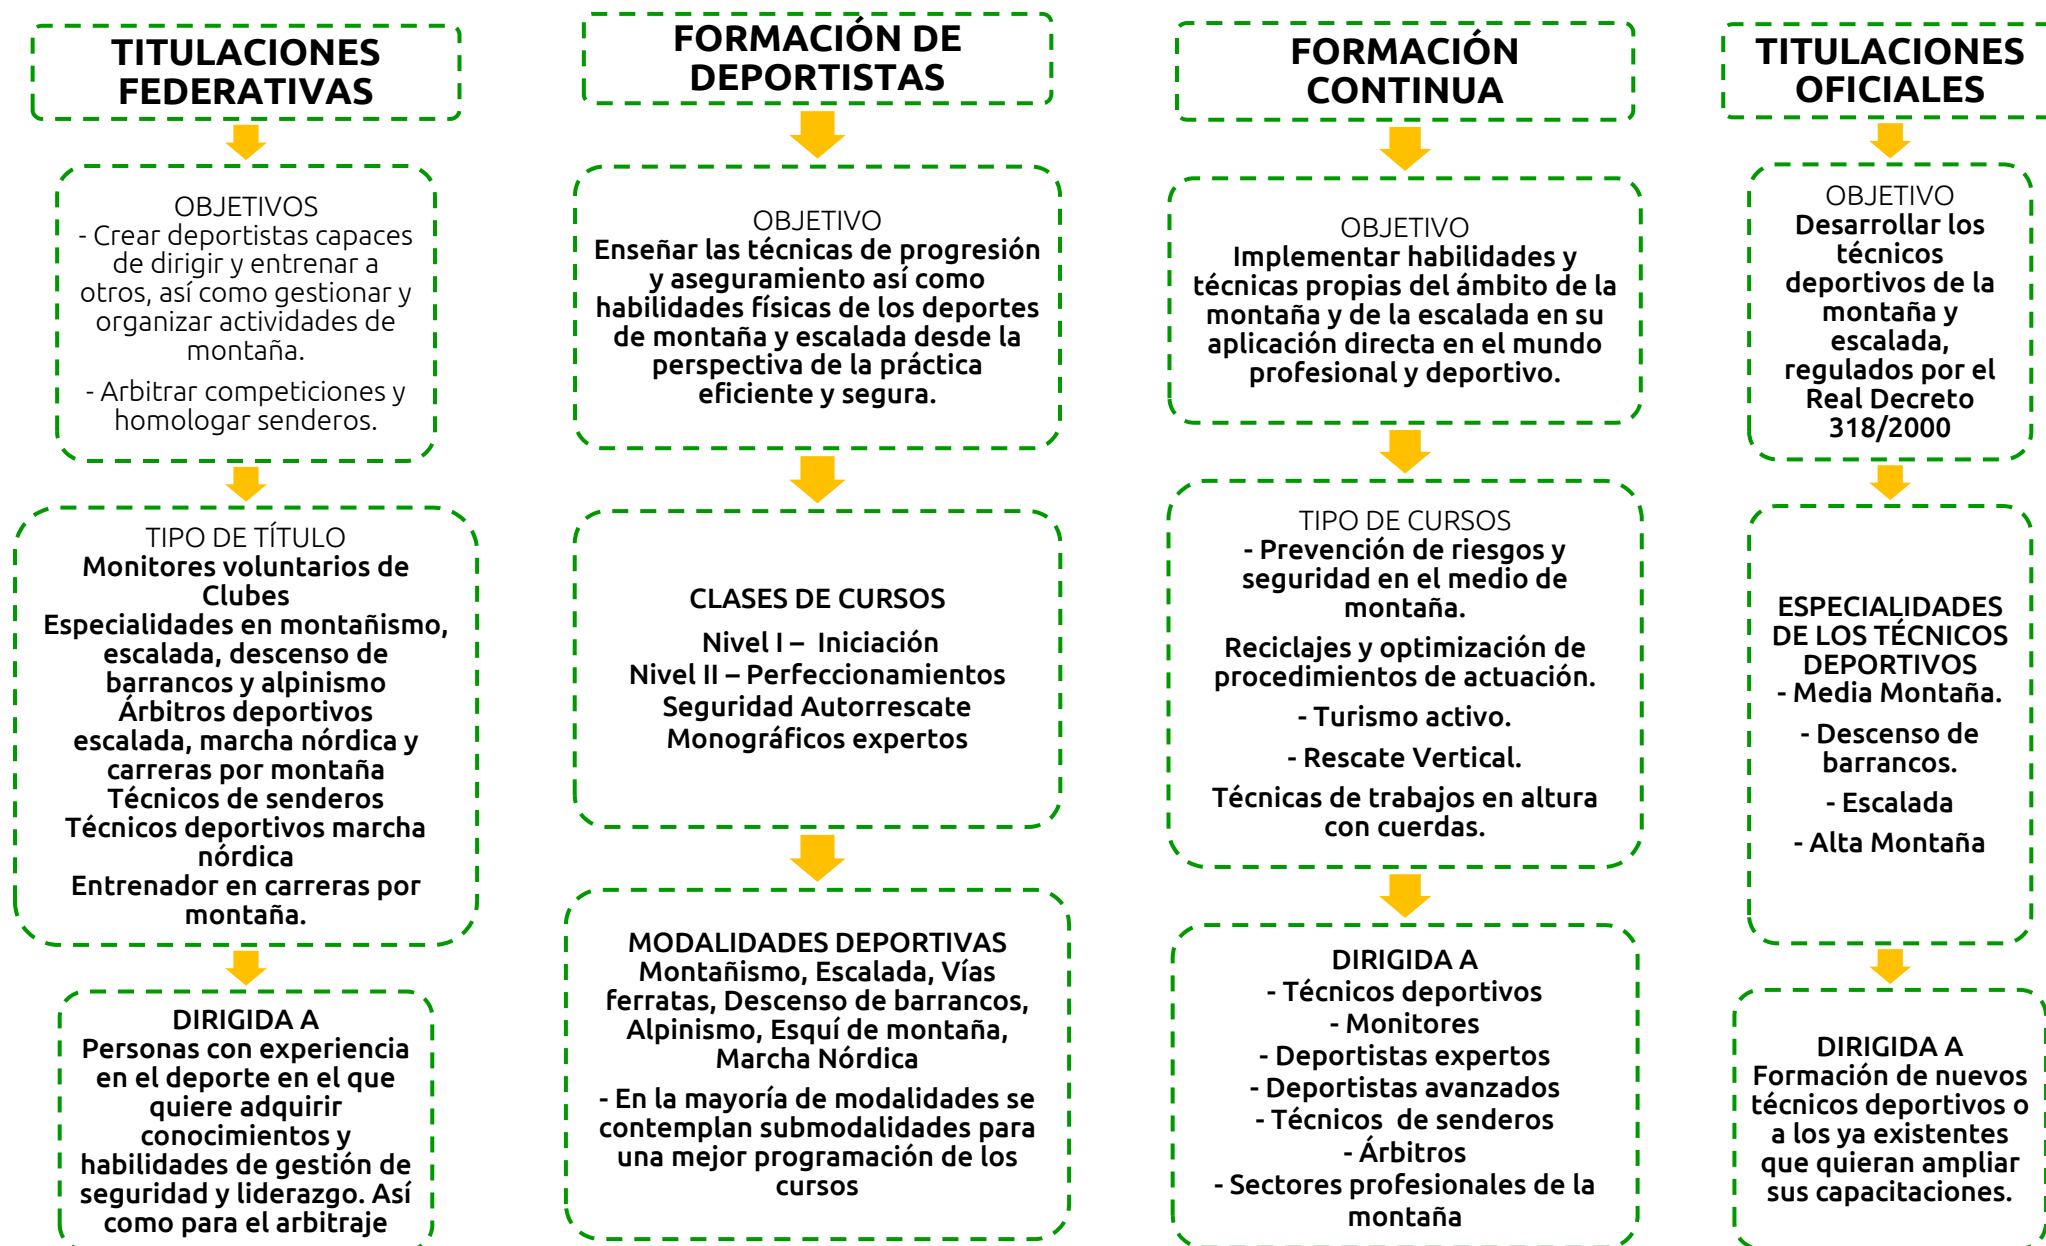 TITULACIONES
FEDERATIVAS
OBJETIVOS
- Crear deportistas capaces
de dirigir y entrenar a
otros, así como gestionar y
organizar actividades de
montaña.
- Arbitrar competiciones y
homologar senderos.
TIPO DE TÍTULO
Monitores voluntarios de
Clubes
Especialidades en montañismo,
escalada, descenso de
barrancos y alpinismo
Árbitros deportivos
escalada, marcha nórdica y
carreras por montaña
Técnicos de senderos
Técnicos deportivos marcha
nórdica
Entrenador en carreras por
montaña.
DIRIGIDA A
Personas con experiencia
en el deporte en el que
quiere adquirir
conocimientos y
habilidades de gestión de
seguridad y liderazgo. Así
como para el arbitraje
FORMACIÓN DE
DEPORTISTAS
OBJETIVO
Enseñar las técnicas de progresión
y aseguramiento así como
habilidades físicas de los deportes
de montaña y escalada desde la
perspectiva de la práctica
eficiente y segura.
CLASES DE CURSOS
Nivel I – Iniciación
Nivel II – Perfeccionamientos
Seguridad Autorrescate
Monográficos expertos
MODALIDADES DEPORTIVAS
Montañismo, Escalada, Vías
ferratas, Descenso de barrancos,
Alpinismo, Esquí de montaña,
Marcha Nórdica
- En la mayoría de modalidades se
contemplan submodalidades para
una mejor programación de los
cursos
FORMACIÓN
CONTINUA
OBJETIVO
Implementar habilidades y
técnicas propias del ámbito de la
montaña y de la escalada en su
aplicación directa en el mundo
profesional y deportivo.
TIPO DE CURSOS
- Prevención de riesgos y
seguridad en el medio de
montaña.
Reciclajes y optimización de
procedimientos de actuación.
- Turismo activo.
- Rescate Vertical.
Técnicas de trabajos en altura
con cuerdas.
DIRIGIDA A
- Técnicos deportivos
- Monitores
- Deportistas expertos
- Deportistas avanzados
- Técnicos de senderos
- Árbitros
- Sectores profesionales de la
montaña
TITULACIONES
OFICIALES
OBJETIVO
Desarrollar los
técnicos
deportivos de la
montaña y
escalada,
regulados por el
Real Decreto
318/2000
ESPECIALIDADES
DE LOS TÉCNICOS
DEPORTIVOS
- Media Montaña.
- Descenso de
barrancos.
- Escalada
- Alta Montaña
DIRIGIDA A
Formación de nuevos
técnicos deportivos o
a los ya existentes
que quieran ampliar
sus capacitaciones.